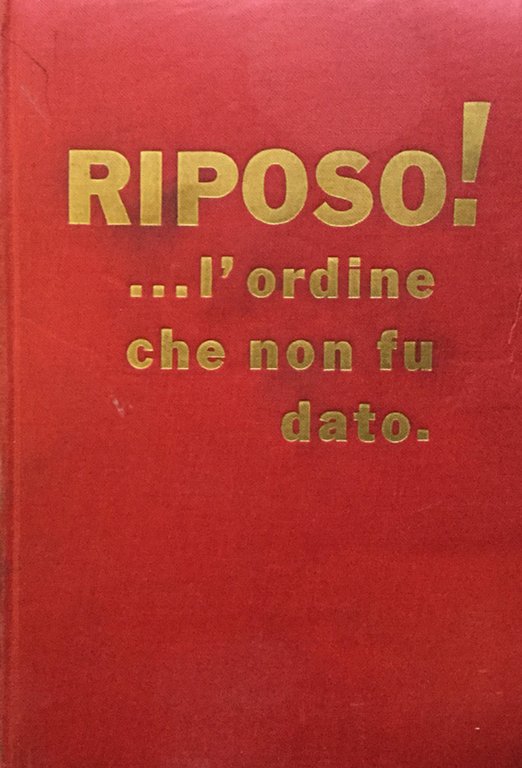 RIPOSO!
...l'ordine
che non fu
dato.